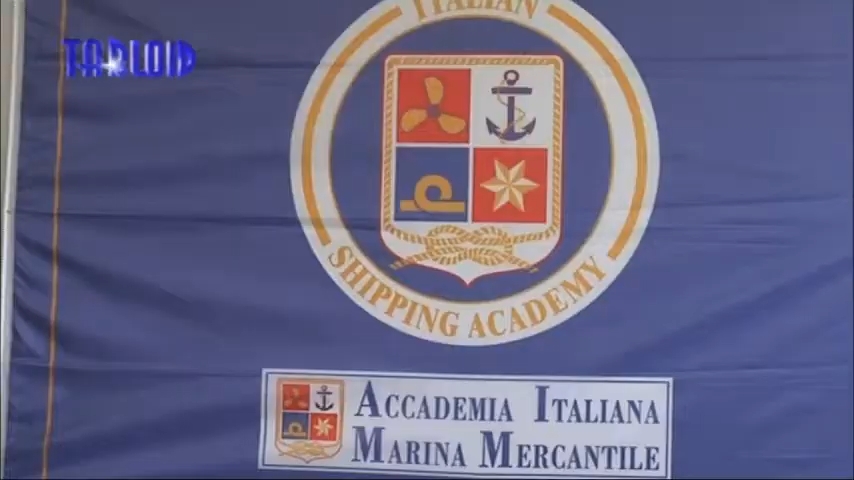 TABLOID
ITALIAN
SHIPPING ACADEMY
ACCADEMIA ITALIANA
MARINA MERCANTILE